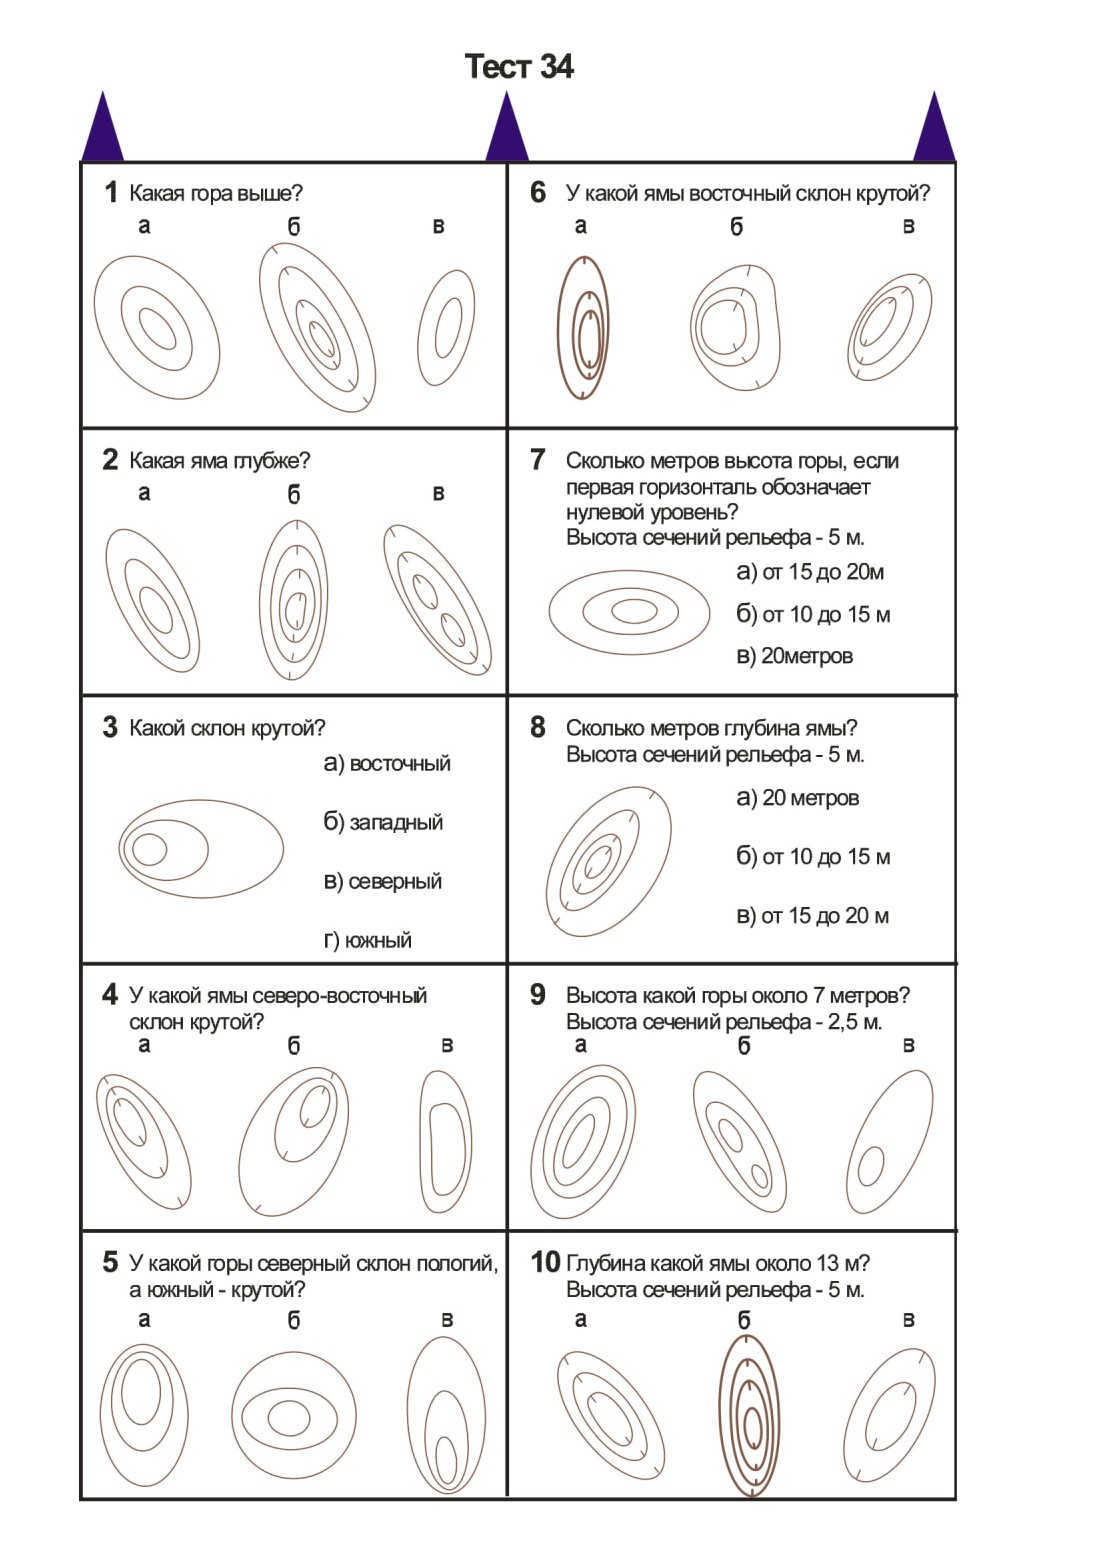 Тест 34
1 Какая гора выше?
а б в
2 Какая яма глубже?
а б в
3 Какой склон крутой?
а) восточный
б) западный
в) северный
г) южный
4 У какой ямы северо-восточный
склон крутой?
а б в
5 У какой горы северный склон пологий,
а южный - крутой?
а б в
6 У какой ямы восточный склон крутой?
а б в
7 Сколько метров высота горы, если
первая горизонталь обозначает
нулевой уровень?
Высота сечений рельефа - 5 м.
а) от 15 до 20м
б) от 10 до 15 м
в) 20метров
8 Сколько метров глубина ямы?
Высота сечений рельефа - 5 м.
а) 20 метров
б) от 10 до 15 м
в) от 15 до 20 м
9 Высота какой горы около 7 метров?
Высота сечений рельефа - 2,5 м.
а б в
10 Глубина какой ямы около 13 м?
Высота сечений рельефа - 5 м.
а б в